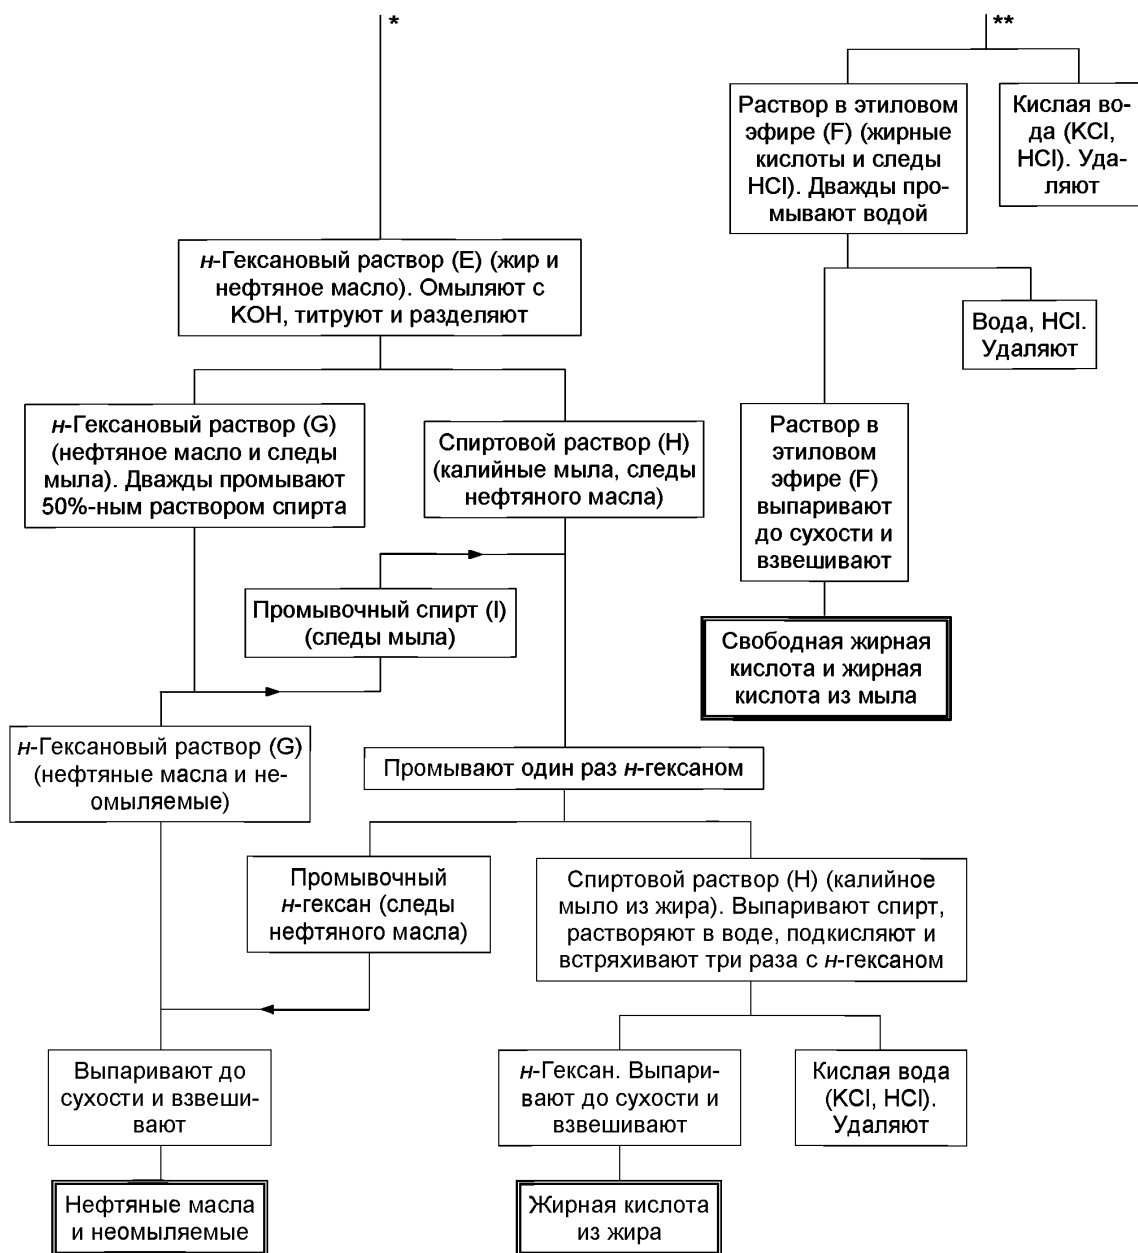 *
**
Раствор в этиловом
эфире (F) (жирные
кислоты и следы
HCl). Дважды про-
мывают водой
Кислая во-
да (KCl,
HCl). Уда-
ляют
н-Гексановый раствор (E) (жир и
нефтяное масло). Омыляют с
KOH, титруют и разделяют
Вода, HCl.
Удаляют
н-Гексановый раствор (G)
(нефтяное масло и следы
мыла). Дважды промывают
50%-ным раствором спирта
Спиртовой раствор (H)
(калийные мыла, следы
нефтяного масла)
Раствор в
этиловом
эфире (F)
выпаривают
до сухости и
взвешивают
Промывочный спирт (I)
(следы мыла)
Свободная жирная
кислота и жирная
кислота из мыла
н-Гексановый раствор (G)
(нефтяные масла и не-
омыляемые)
Промывают один раз н-гексаном
Промывочный
н-гексан (следы
нефтяного масла)
Спиртовой раствор (H) (калийное
мыло из жира). Выпаривают спирт,
растворяют в воде, подкисляют и
встряхивают три раза с н-гексаном
Выпаривают до
сухости и взвеши-
вают
н-Гексан. Выпари-
вают до сухости и
взвешивают
Кислая вода
(KCl, HCl).
Удаляют
Нефтяные масла
и неомыляемые
Жирная кислота
из жира